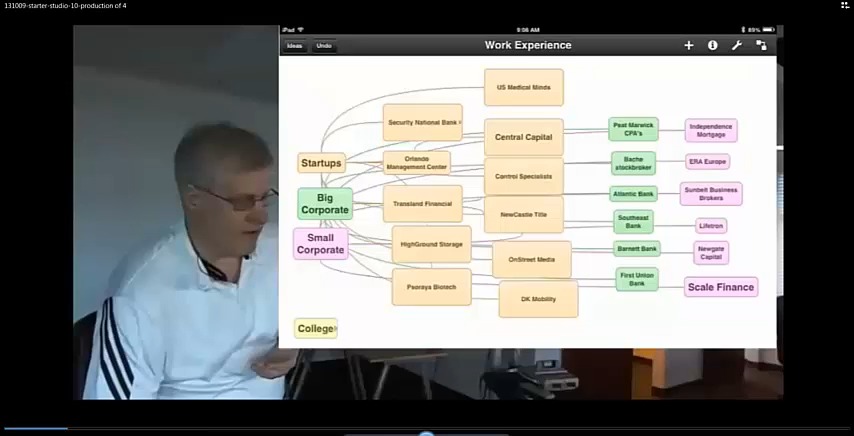 131009-starter-studio-10-production of 4
iPad
9:56 AM
89%
Ideas
Undo
Work Experience
US Medical Minds
Security National Bank
Central Capital
Peat Marwick
CPA's
Independence
Mortgage
Startups
Orlando
Management Center
Bache
stockbroker
ERA Europe
Control Specialists
Big
Corporate
Transland Financial
Atlantic Bank
Sunbelt Business
Brokers
NewCastle Title
Southeast
Bank
Lifetron
Small
Corporate
HighGround Storage
Barnett Bank
Newgate
Capital
OnStreet Media
Psoraya Biotech
First Union
Bank
Scale Finance
DK Mobility
College